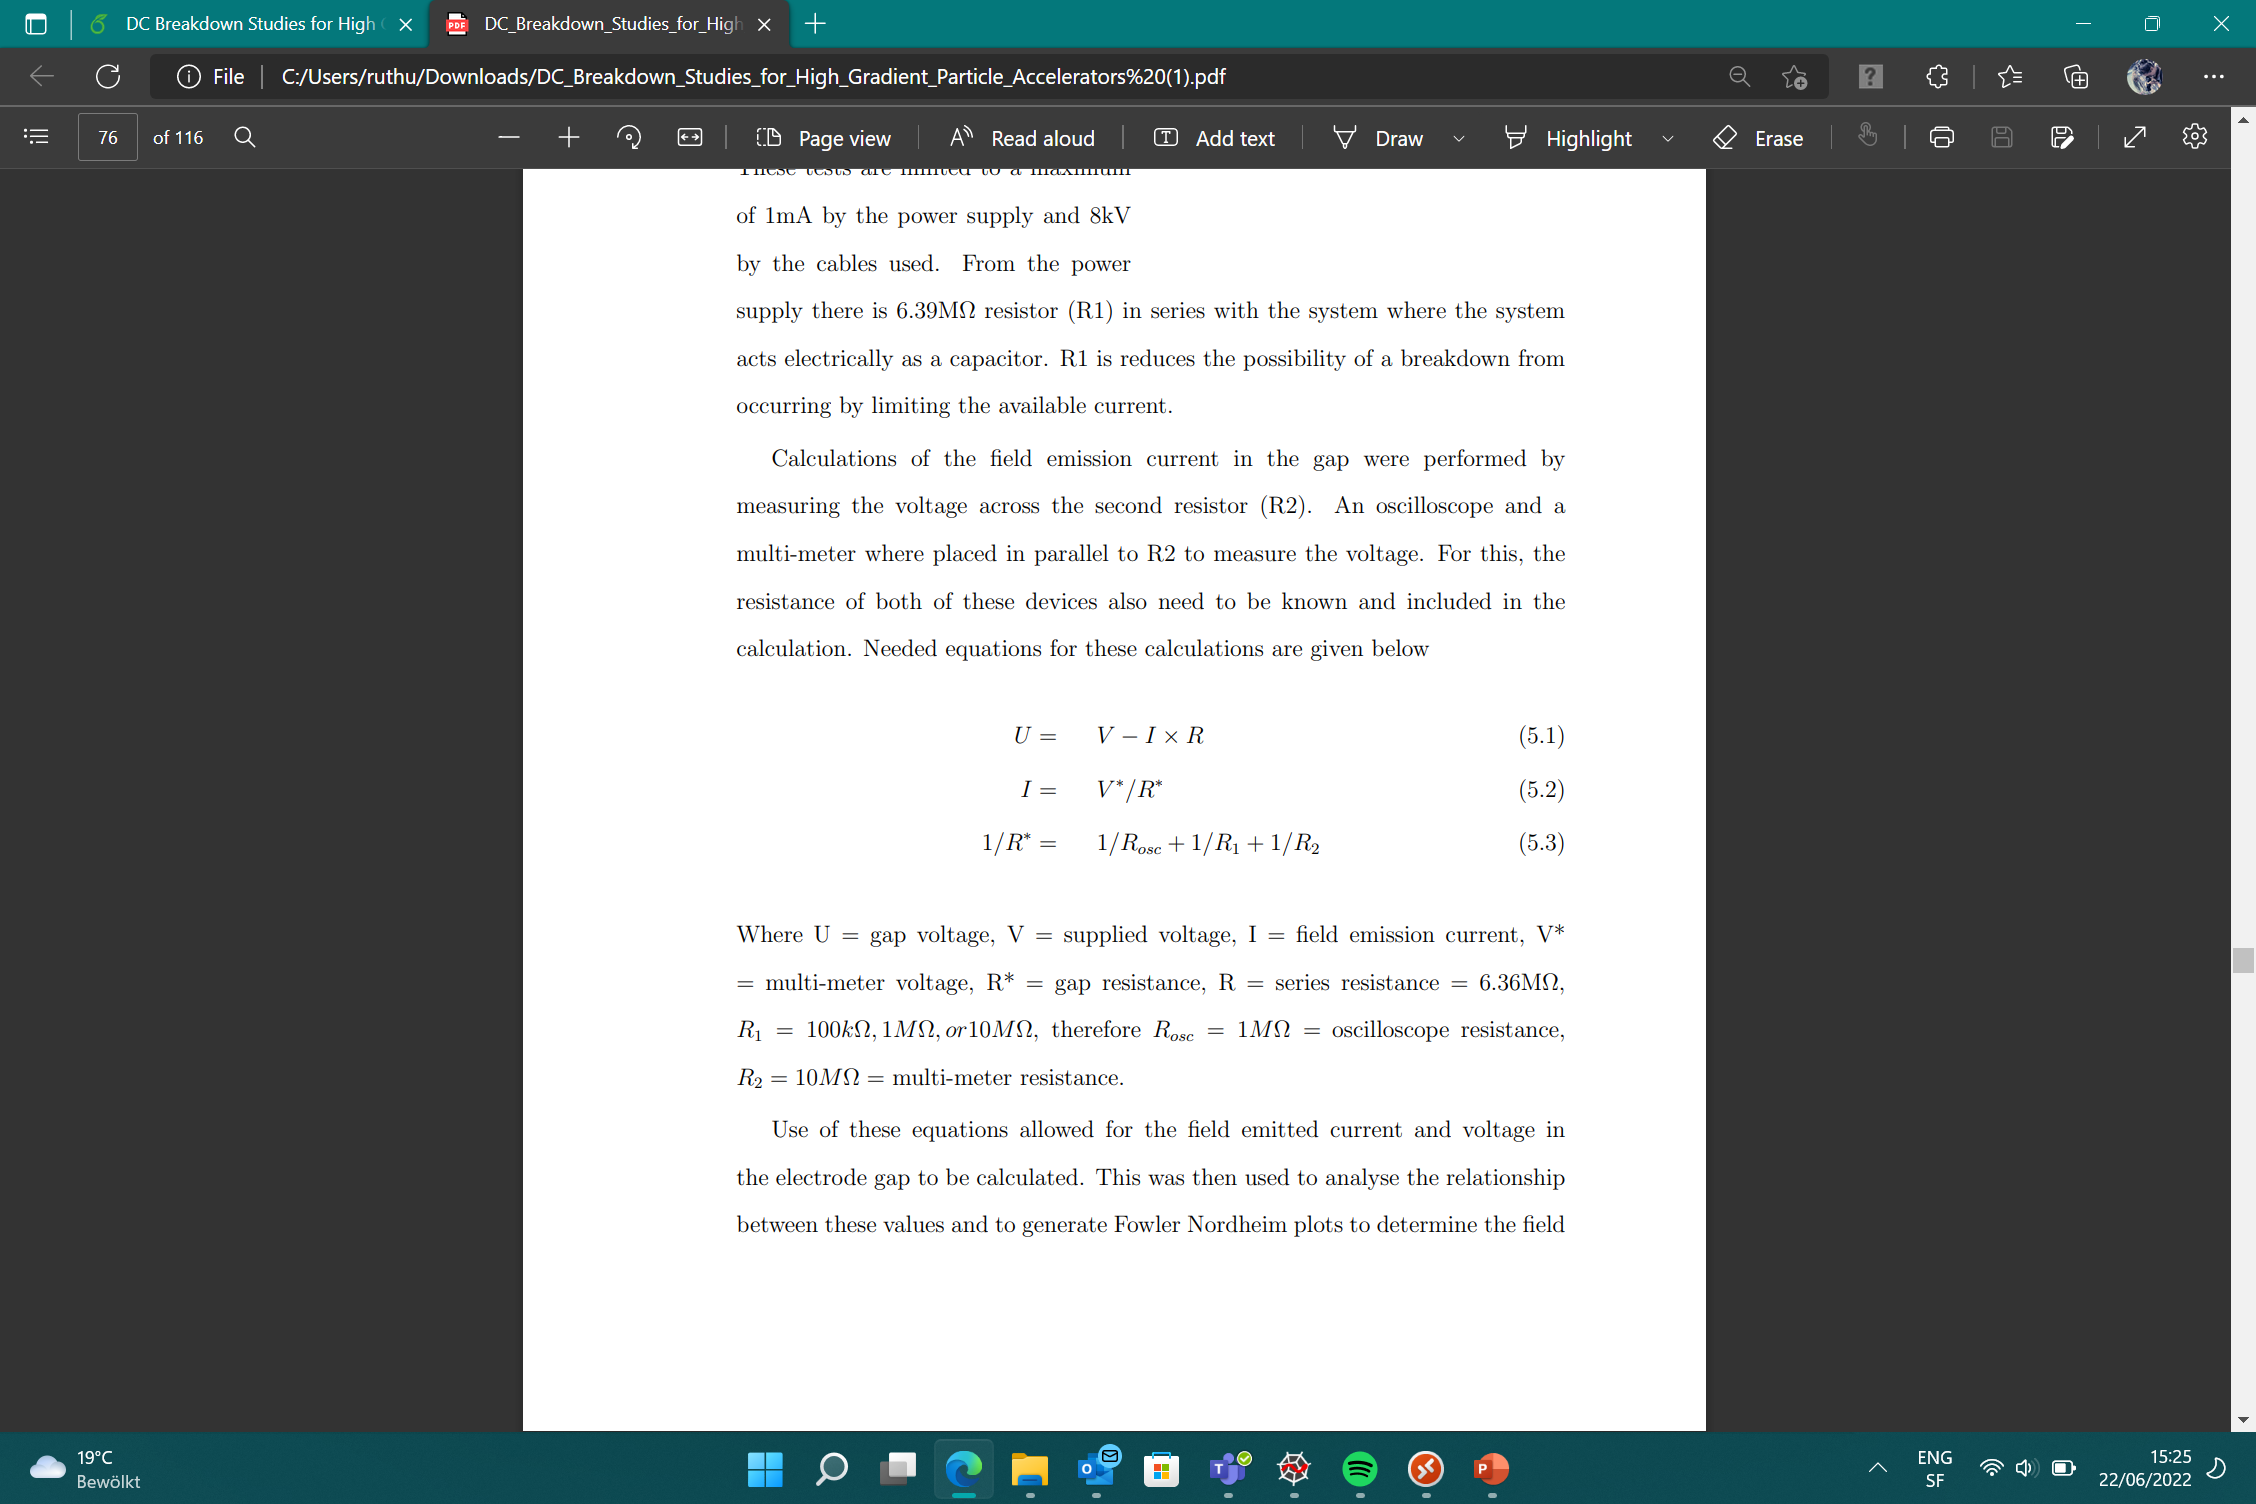 DC Breakdown Studies for High
DC_Breakdown_Studies_for_High
File
C:/Users/ruthu/Downloads/DC_Breakdown_Studies_for_High_Gradient_Particle_Accelerators%20(1).pdf
76 of 116
Page view
Read aloud
Add text
Draw
Highlight
Erase
These tests are limited to a maximum
of 1mA by the power supply and 8kV
by the cables used. From the power
supply there is 6.39MΩ resistor (R1) in series with the system where the system
acts electrically as a capacitor. R1 is reduces the possibility of a breakdown from
occurring by limiting the available current.
Calculations of the field emission current in the gap were performed by
measuring the voltage across the second resistor (R2). An oscilloscope and a
multi-meter where placed in parallel to R2 to measure the voltage. For this, the
resistance of both of these devices also need to be known and included in the
calculation. Needed equations for these calculations are given below
U = V − I × R (5.1)
I = V*/R* (5.2)
1/R* = 1/Rosc + 1/R1 + 1/R2 (5.3)
Where U = gap voltage, V = supplied voltage, I = field emission current, V*
= multi-meter voltage, R* = gap resistance, R = series resistance = 6.36MΩ,
R1 = 100kΩ, 1MΩ, or10MΩ, therefore Rosc = 1MΩ = oscilloscope resistance,
R2 = 10MΩ = multi-meter resistance.
Use of these equations allowed for the field emitted current and voltage in
the electrode gap to be calculated. This was then used to analyse the relationship
between these values and to generate Fowler Nordheim plots to determine the field
19°C
Bewölkt
ENG
SF
15:25
22/06/2022